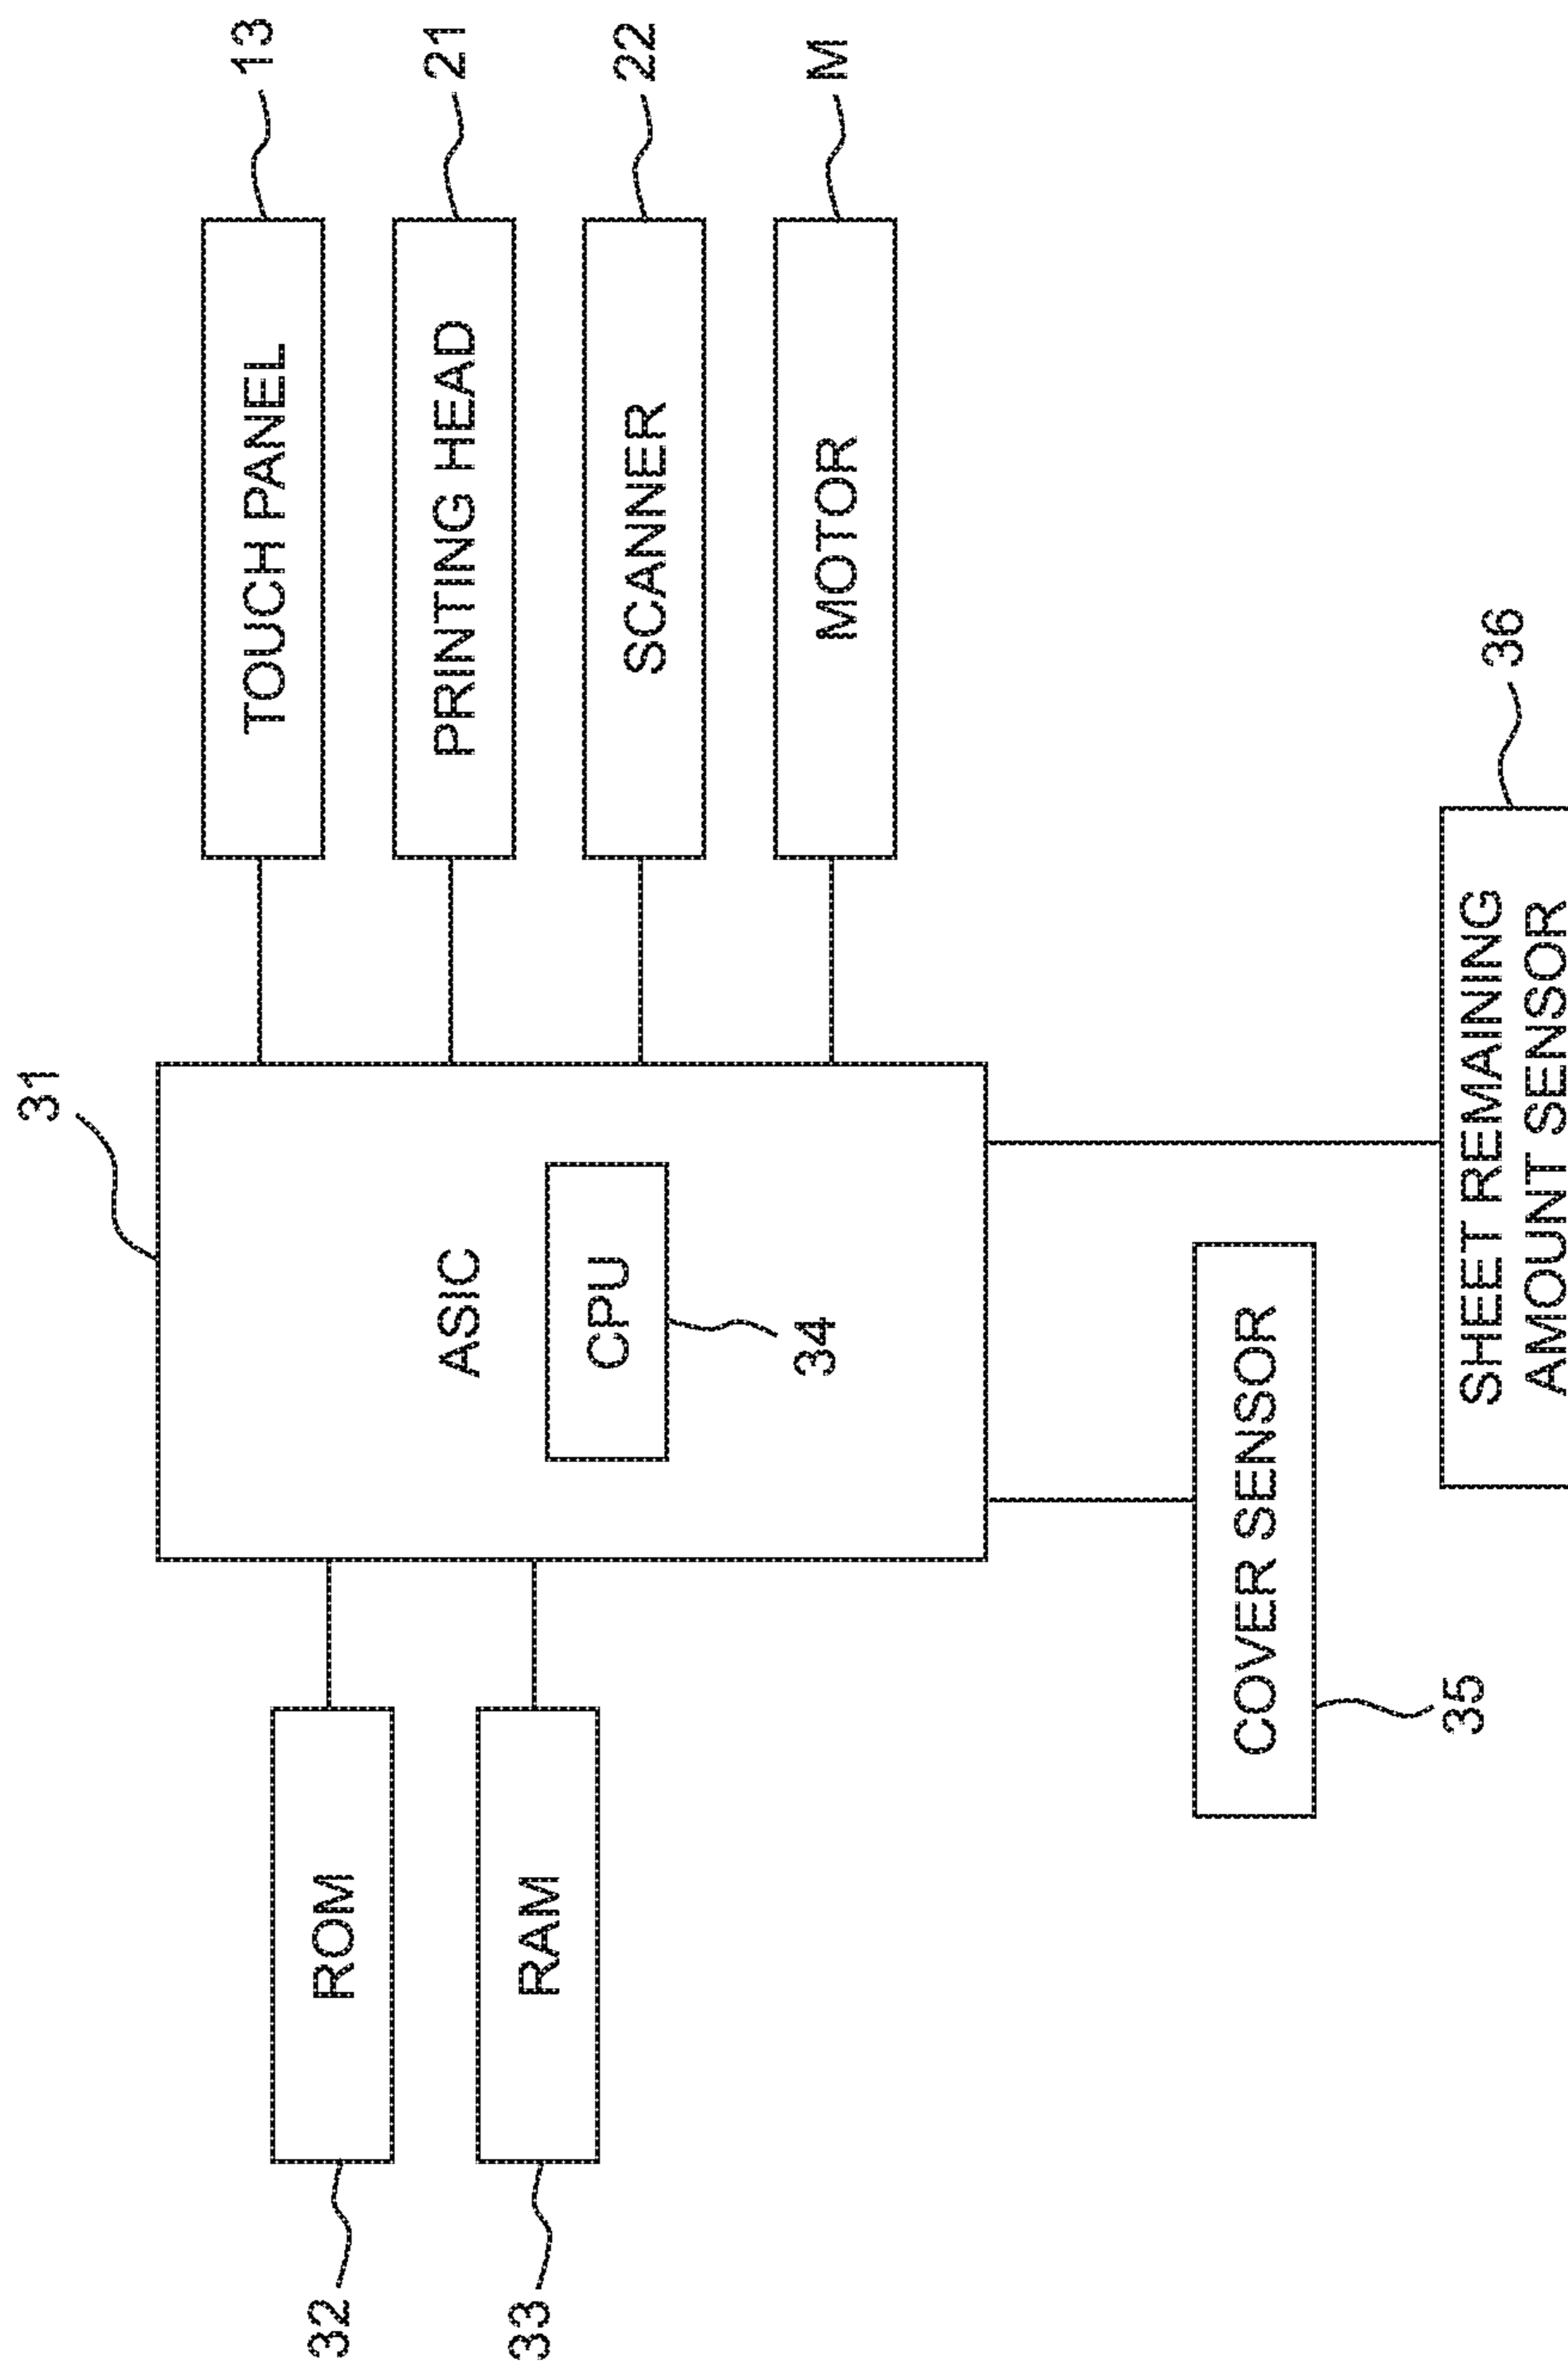 31
ASIC
CPU
34
ROM
32
RAM
33
TOUCH PANEL
13
PRINTING HEAD
21
SCANNER
22
MOTOR
M
COVER SENSOR
35
SHEET REMAINING
AMOUNT SENSOR
36